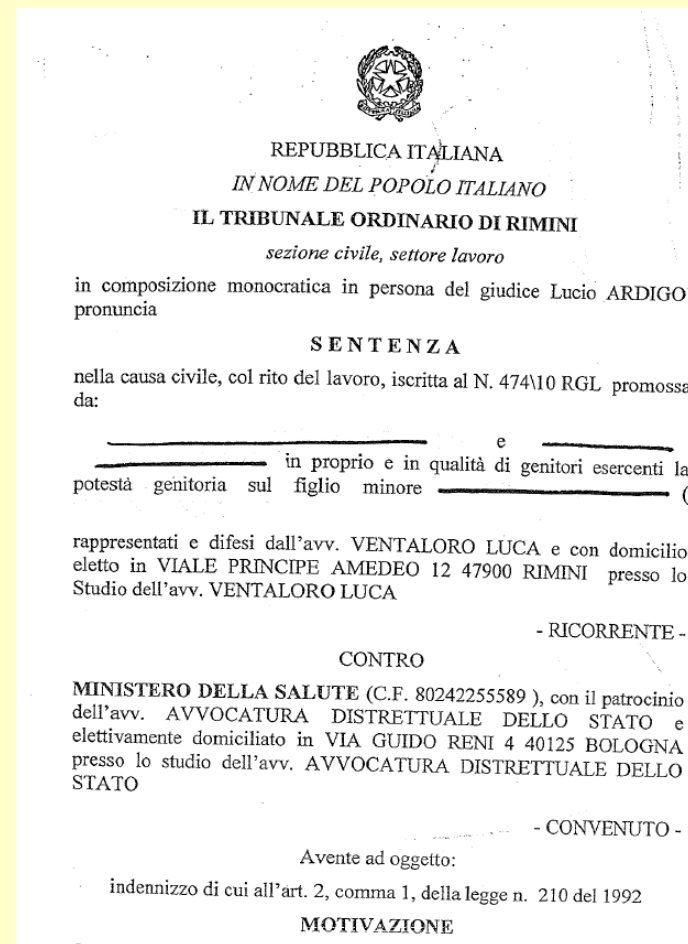 REPUBBLICA ITALIANA
IN NOME DEL POPOLO ITALIANO
IL TRIBUNALE ORDINARIO DI RIMINI
sezione civile, settore lavoro
in composizione monocratica in persona del giudice Lucio ARDIGO'
pronuncia
SENTENZA
nella causa civile, col rito del lavoro, iscritta al N. 474\10 RGL promossa
da:
e
in proprio e in qualità di genitori esercenti la
potestà genitoria sul figlio minore (
rappresentati e difesi dall'avv. VENTALORO LUCA e con domicilio
eletto in VIALE PRINCIPE AMEDEO 12 47900 RIMINI presso lo
Studio dell'avv. VENTALORO LUCA
- RICORRENTE -
CONTRO
MINISTERO DELLA SALUTE (C.F. 80242255589 ), con il patrocinio
dell'avv. AVVOCATURA DISTRETTUALE DELLO STATO e
elettivamente domiciliato in VIA GUIDO RENI 4 40125 BOLOGNA
presso lo studio dell'avv. AVVOCATURA DISTRETTUALE DELLO
STATO
- CONVENUTO -
Avente ad oggetto:
indennizzo di cui all'art. 2, comma 1, della legge n. 210 del 1992
MOTIVAZIONE